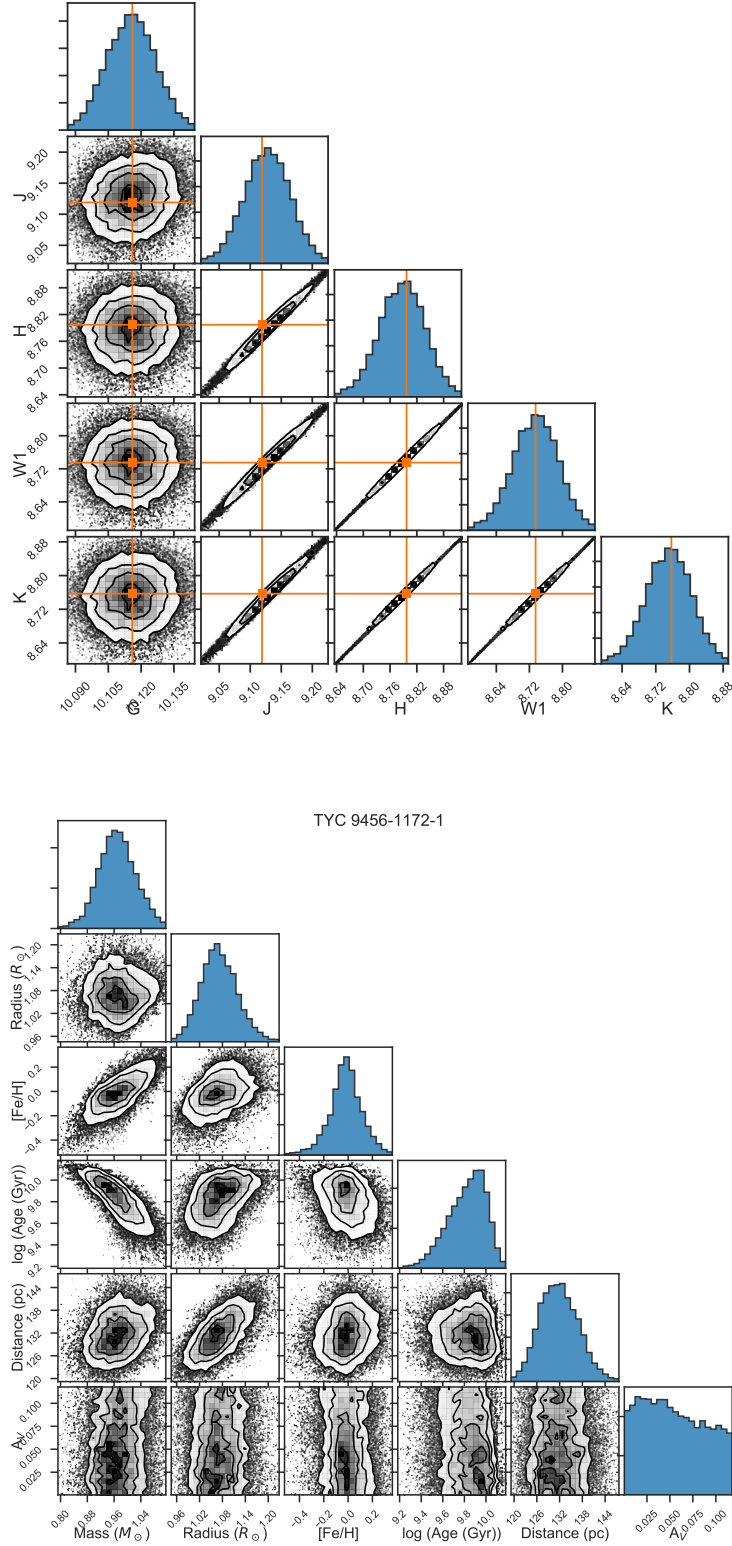 9.20
9.15
9.10
9.05
J
8.88
8.82
8.76
8.70
8.64
H
8.80
8.72
8.64
W1
8.88
8.80
8.72
8.64
K
10.090 10.105 10.120 10.135 9.05 9.10 9.15 9.20 8.64 8.70 8.76 8.82 8.88 8.64 8.72 8.80 8.64 8.72 8.80 8.88
G J H W1 K
TYC 9456-1172-1
1.20
1.14
1.08
1.02
0.96
Radius (R⊙)
0.2
0.0
−0.2
−0.4
[Fe/H]
10.0
9.8
9.6
9.4
9.2
log (Age (Gyr))
144
138
132
126
120
Distance (pc)
0.100
0.075
0.050
0.025
A_V
0.80 0.88 0.96 1.04 0.96 1.02 1.08 1.14 1.20 −0.4 −0.2 0.0 0.2 9.2 9.4 9.6 9.8 10.0 120 126 132 138 144 0.025 0.050 0.075 0.100
Mass (M⊙) Radius (R⊙) [Fe/H] log (Age (Gyr)) Distance (pc) A_V